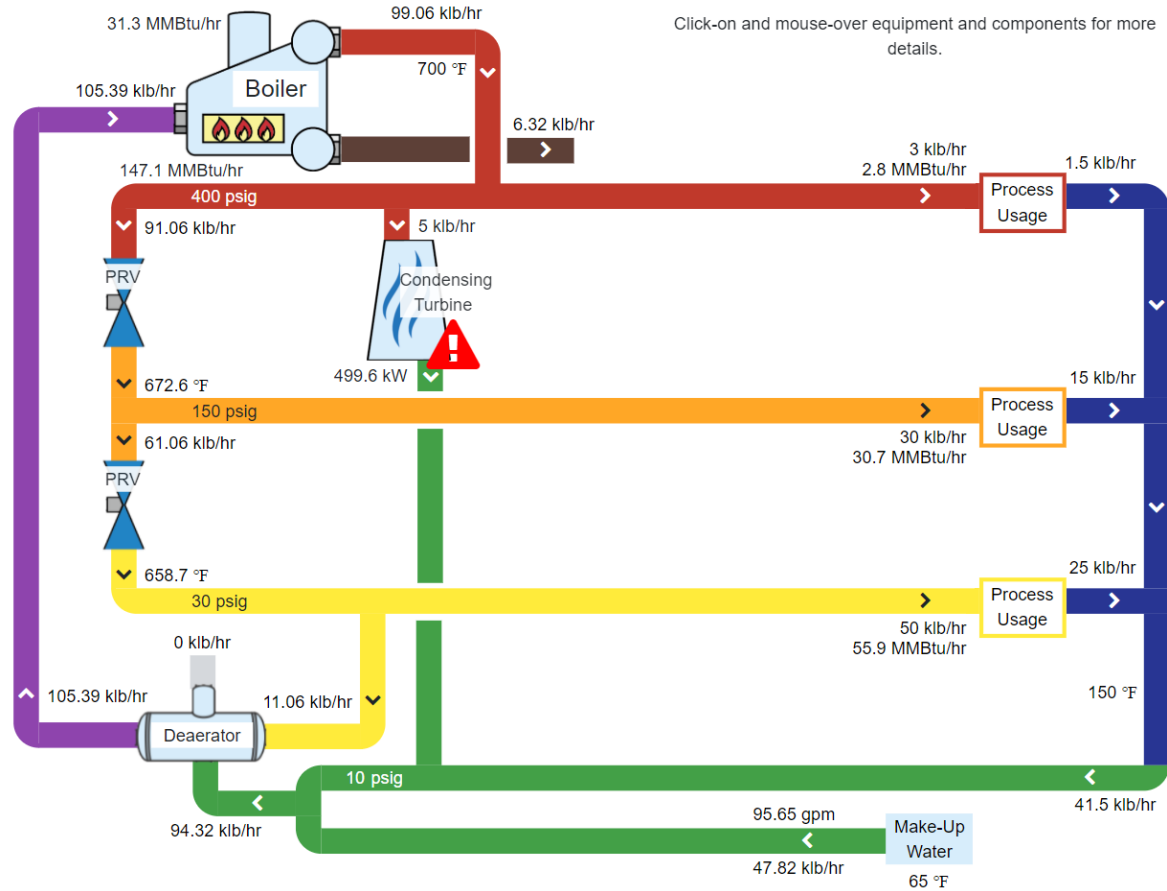 31.3 MMBtu/hr
99.06 klb/hr
Click-on and mouse-over equipment and components for more
details.
700 °F
105.39 klb/hr
Boiler
6.32 klb/hr
147.1 MMBtu/hr
3 klb/hr
2.8 MMBtu/hr
1.5 klb/hr
400 psig
Process
Usage
91.06 klb/hr
5 klb/hr
PRV
Condensing
Turbine
499.6 kW
672.6 °F
15 klb/hr
150 psig
Process
Usage
61.06 klb/hr
30 klb/hr
30.7 MMBtu/hr
PRV
658.7 °F
25 klb/hr
30 psig
Process
Usage
50 klb/hr
55.9 MMBtu/hr
0 klb/hr
105.39 klb/hr
11.06 klb/hr
150 °F
Deaerator
10 psig
41.5 klb/hr
94.32 klb/hr
95.65 gpm
Make-Up
Water
47.82 klb/hr
65 °F